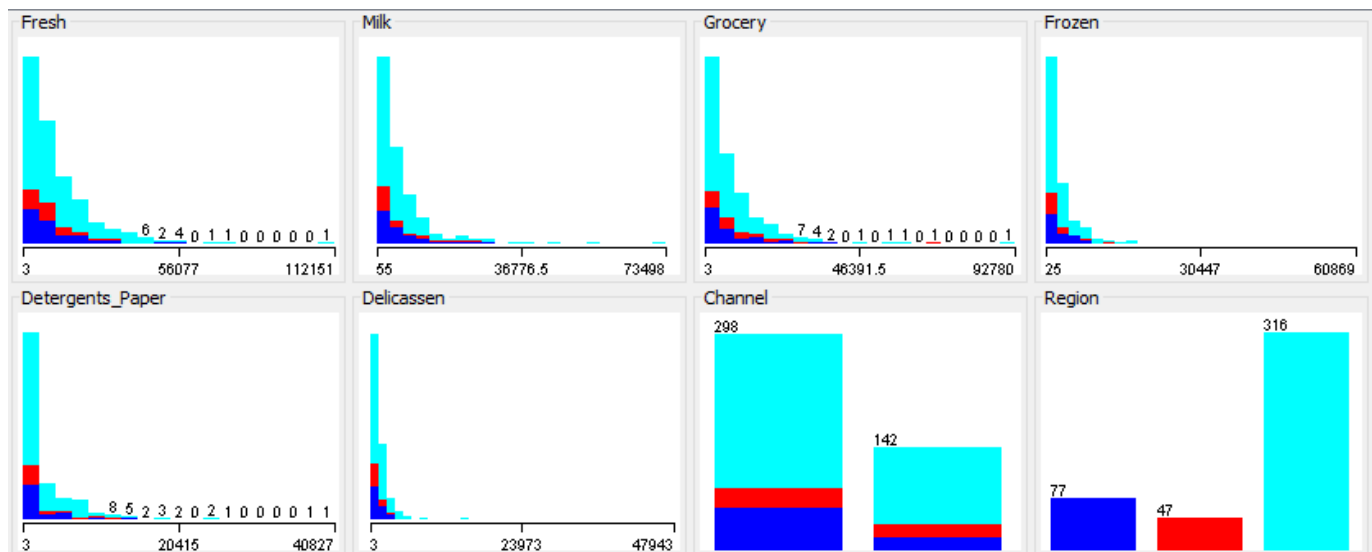 Fresh
6 2 4 0 1 1 0 0 0 0 0 1
3 56077 112151
Milk
55 36776.5 73498
Grocery
7 4 2 0 1 0 1 1 0 1 0 0 0 0 1
3 46391.5 92780
Frozen
25 30447 60869
Detergents_Paper
8 5 2 3 2 0 2 1 0 0 0 0 1 1
3 20415 40827
Delicassen
3 23973 47943
Channel
298
142
Region
77
47
316